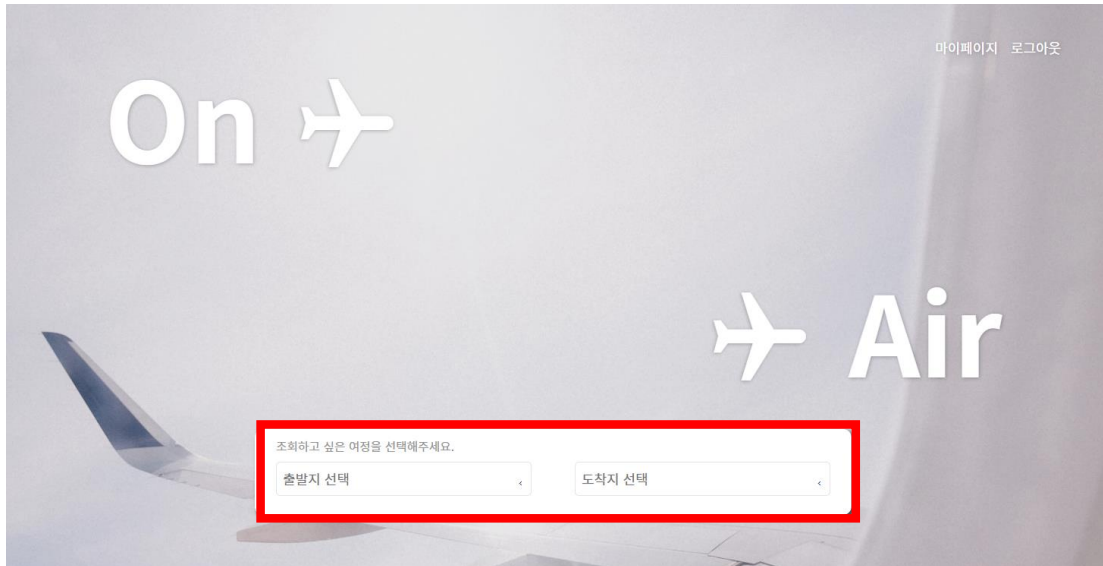 마이페이지 로그아웃
On
Air
조회하고 싶은 여정을 선택해주세요.
출발지 선택
도착지 선택